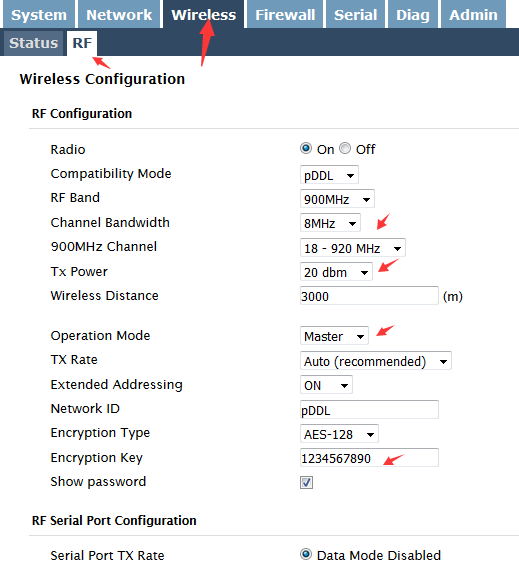 System Network Wireless Firewall Serial Diag Admin
Status RF
Wireless Configuration
RF Configuration
Radio On Off
Compatibility Mode pDDL
RF Band 900MHz
Channel Bandwidth 8MHz
900MHz Channel 18 - 920 MHz
Tx Power 20 dbm
Wireless Distance 3000 (m)
Operation Mode Master
TX Rate Auto (recommended)
Extended Addressing ON
Network ID pDDL
Encryption Type AES-128
Encryption Key 1234567890
Show password
RF Serial Port Configuration
Serial Port TX Rate Data Mode Disabled